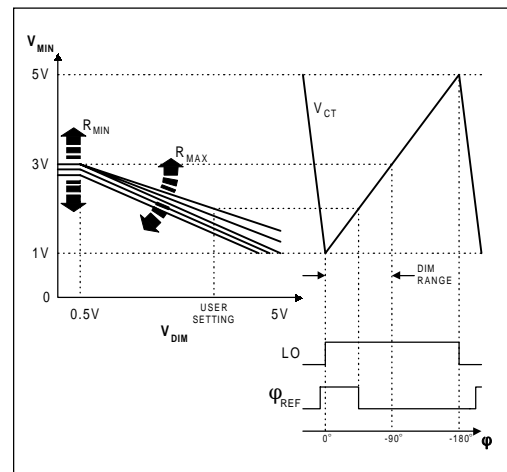 V_MIN
5V
3V
1V
0
R_MIN
R_MAX
0.5V
USER
SETTING
5V
V_DIM
V_CT
DIM
RANGE
LO
φ_REF
0° -90° -180° φ